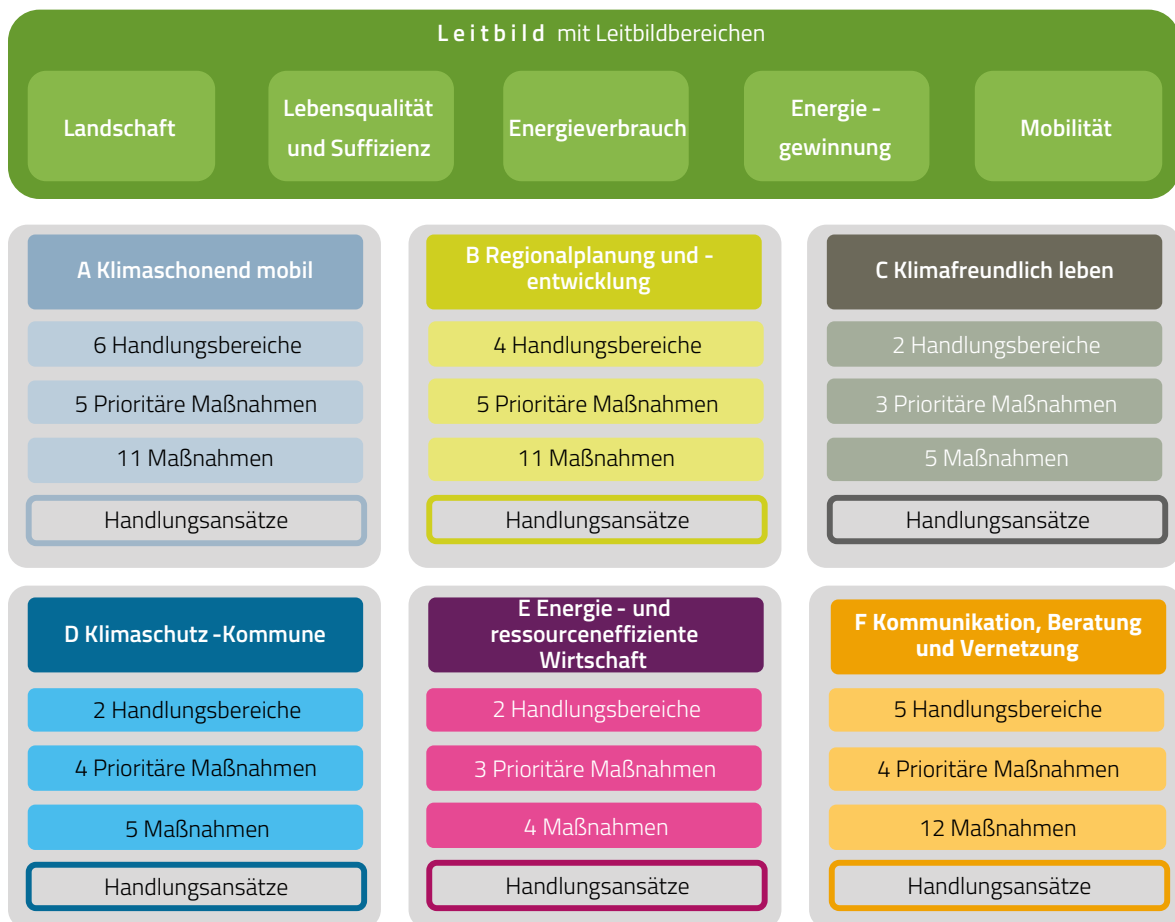 Leitbild mit Leitbildbereichen
Landschaft
Lebensqualität
und Suffizienz
Energieverbrauch
Energie -
gewinnung
Mobilität
A Klimaschonend mobil
6 Handlungsbereiche
5 Prioritäre Maßnahmen
11 Maßnahmen
Handlungsansätze
B Regionalplanung und -
entwicklung
4 Handlungsbereiche
5 Prioritäre Maßnahmen
11 Maßnahmen
Handlungsansätze
C Klimafreundlich leben
2 Handlungsbereiche
3 Prioritäre Maßnahmen
5 Maßnahmen
Handlungsansätze
D Klimaschutz -Kommune
2 Handlungsbereiche
4 Prioritäre Maßnahmen
5 Maßnahmen
Handlungsansätze
E Energie - und
ressourceneffiziente
Wirtschaft
2 Handlungsbereiche
3 Prioritäre Maßnahmen
4 Maßnahmen
Handlungsansätze
F Kommunikation, Beratung
und Vernetzung
5 Handlungsbereiche
4 Prioritäre Maßnahmen
12 Maßnahmen
Handlungsansätze